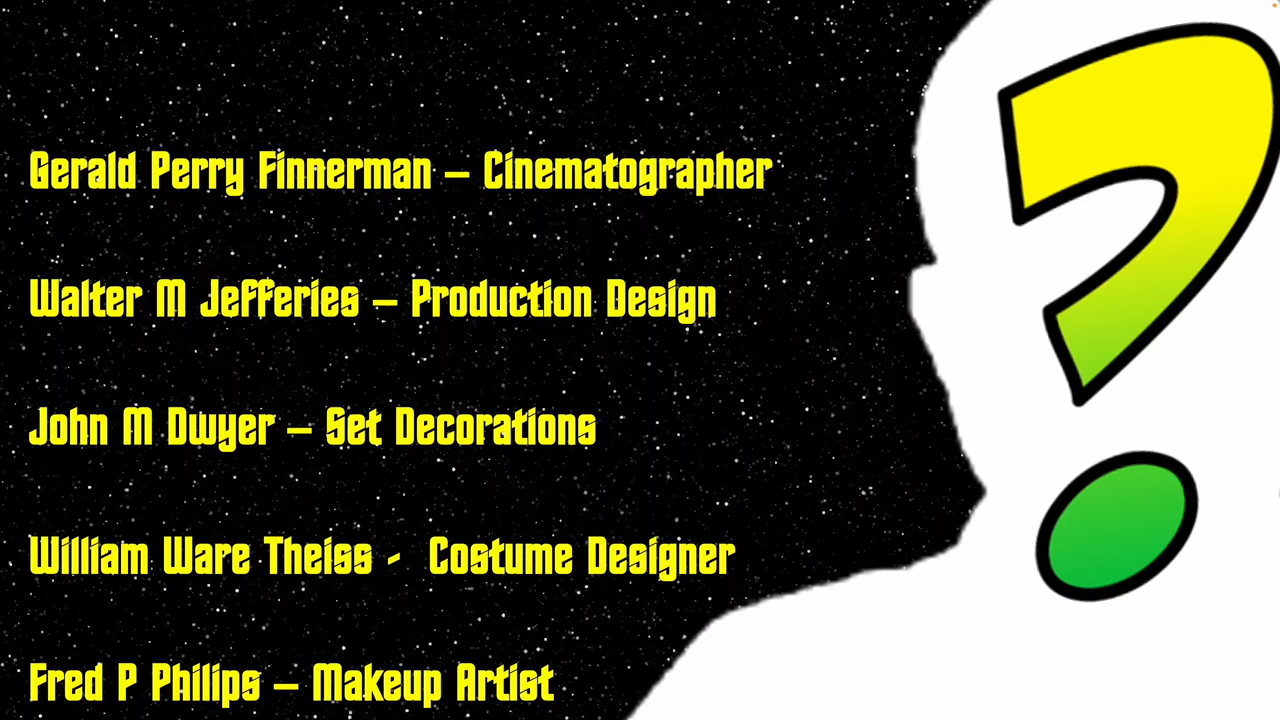 Gerald Perry Finnerman – Cinematographer
Walter M Jefferies – Production Design
John M Dwyer – Set Decorations
William Ware Theiss - Costume Designer
Fred P Philips – Makeup Artist
?